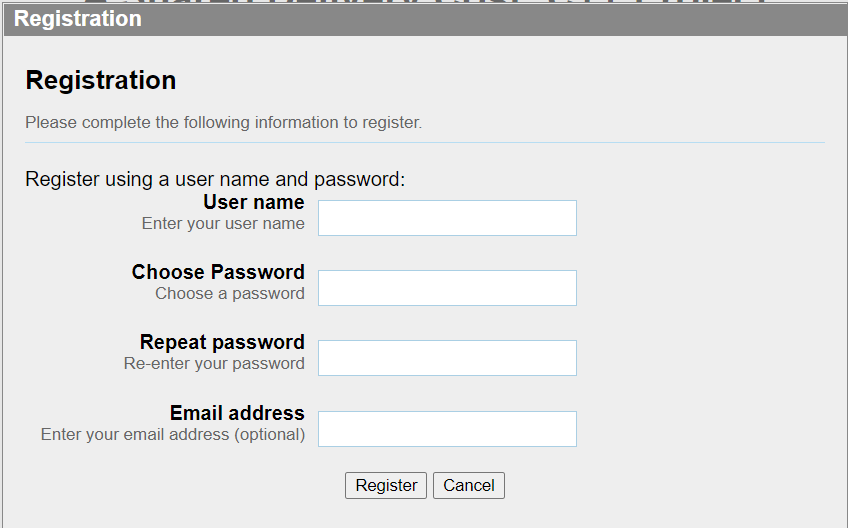 Registration
Registration
Please complete the following information to register.
Register using a user name and password:
User name
Enter your user name
Choose Password
Choose a password
Repeat password
Re-enter your password
Email address
Enter your email address (optional)
Register Cancel